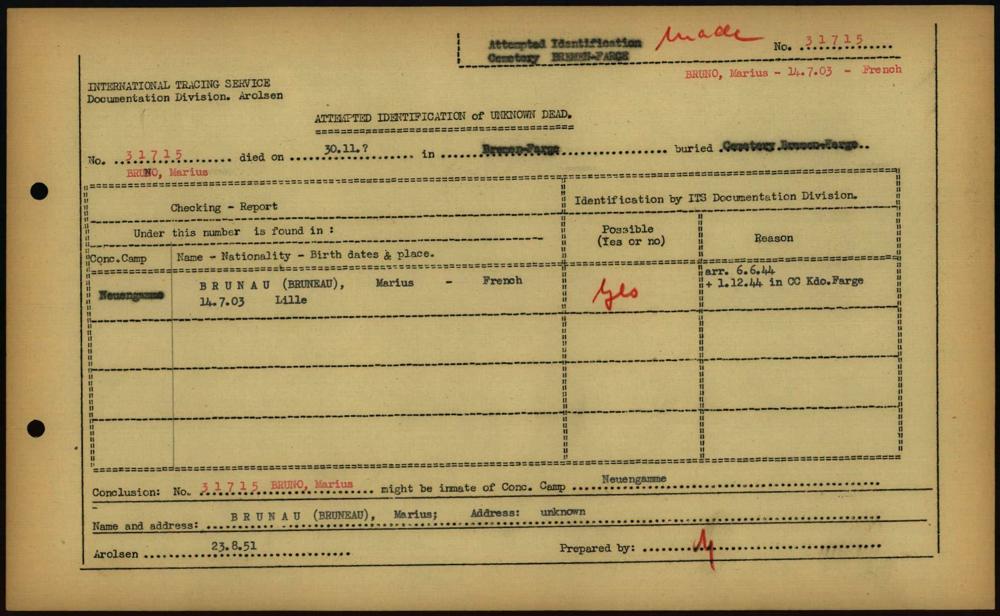 Attempted Identification made No. 31715
Cemetery BREMEN-FARGE
BRUNO, Marius - 14.7.03 - French
INTERNATIONAL TRACING SERVICE
Documentation Division. Arolsen
ATTEMPTED IDENTIFICATION of UNKNOWN DEAD.
No. 31715 died on 30.11.? in Bremen-Farge buried Cemetery Bremen-Farge.
BRUNO, Marius
Checking - Report
Identification by ITS Documentation Division.
Under this number is found in :
Possible
(Yes or no)
Reason
Conc.Camp Name - Nationality - Birth dates & place.
Neuengamme B R U N A U (BRUNEAU), Marius - French
14.7.03 Lille
Yes
arr. 6.6.44
+ 1.12.44 in CC Kdo.Farge
Conclusion: No. 31715 BRUNO, Marius might be inmate of Conc. Camp Neuengamme
Name and address: B R U N A U (BRUNEAU), Marius; Address: unknown
Arolsen 23.8.51 Prepared by: